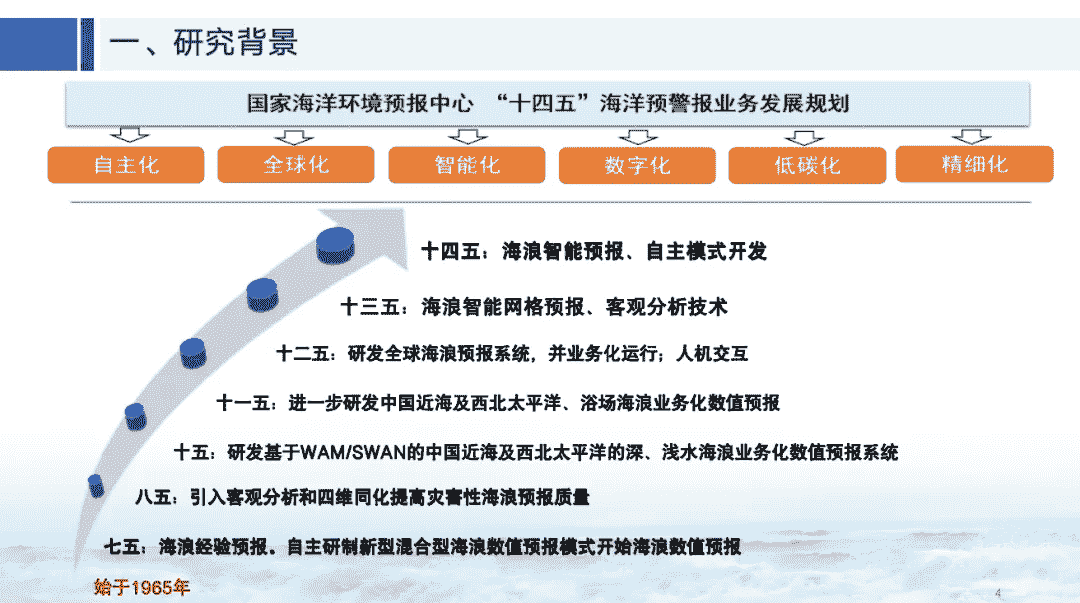 一、研究背景
国家海洋环境预报中心 “十四五”海洋预警报业务发展规划
自主化 全球化 智能化 数字化 低碳化 精细化
十四五：海浪智能预报、自主模式开发
十三五：海浪智能网格预报、客观分析技术
十二五：研发全球海浪预报系统，并业务化运行；人机交互
十一五：进一步研发中国近海及西北太平洋、浴场海浪业务化数值预报
十五：研发基于WAM/SWAN的中国近海及西北太平洋的深、浅水海浪业务化数值预报系统
八五：引入客观分析和四维同化提高灾害性海浪预报质量
七五：海浪经验预报。自主研制新型混合型海浪数值预报模式开始海浪数值预报
始于1965年
4